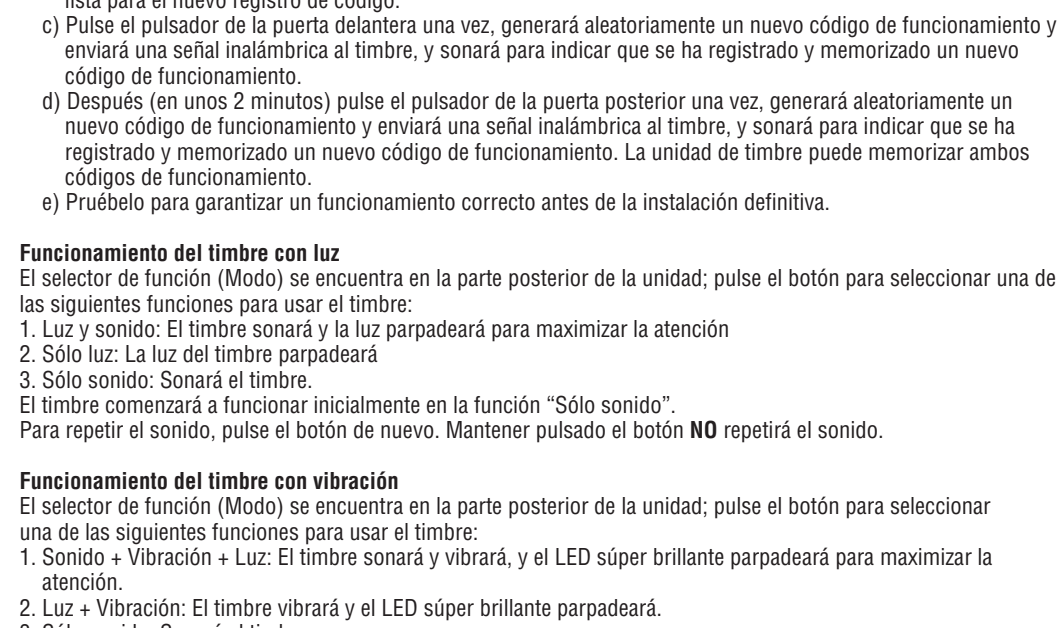 lista para el nuevo registro de código.
c) Pulse el pulsador de la puerta delantera una vez, generará aleatoriamente un nuevo código de funcionamiento y
enviará una señal inalámbrica al timbre, y sonará para indicar que se ha registrado y memorizado un nuevo
código de funcionamiento.
d) Después (en unos 2 minutos) pulse el pulsador de la puerta posterior una vez, generará aleatoriamente un
nuevo código de funcionamiento y enviará una señal inalámbrica al timbre, y sonará para indicar que se ha
registrado y memorizado un nuevo código de funcionamiento. La unidad de timbre puede memorizar ambos
códigos de funcionamiento.
e) Pruébelo para garantizar un funcionamiento correcto antes de la instalación definitiva.
Funcionamiento del timbre con luz
El selector de función (Modo) se encuentra en la parte posterior de la unidad; pulse el botón para seleccionar una de
las siguientes funciones para usar el timbre:
1. Luz y sonido: El timbre sonará y la luz parpadeará para maximizar la atención
2. Sólo luz: La luz del timbre parpadeará
3. Sólo sonido: Sonará el timbre.
El timbre comenzará a funcionar inicialmente en la función “Sólo sonido”.
Para repetir el sonido, pulse el botón de nuevo. Mantener pulsado el botón NO repetirá el sonido.
Funcionamiento del timbre con vibración
El selector de función (Modo) se encuentra en la parte posterior de la unidad; pulse el botón para seleccionar
una de las siguientes funciones para usar el timbre:
1. Sonido + Vibración + Luz: El timbre sonará y vibrará, y el LED súper brillante parpadeará para maximizar la
atención.
2. Luz + Vibración: El timbre vibrará y el LED súper brillante parpadeará.